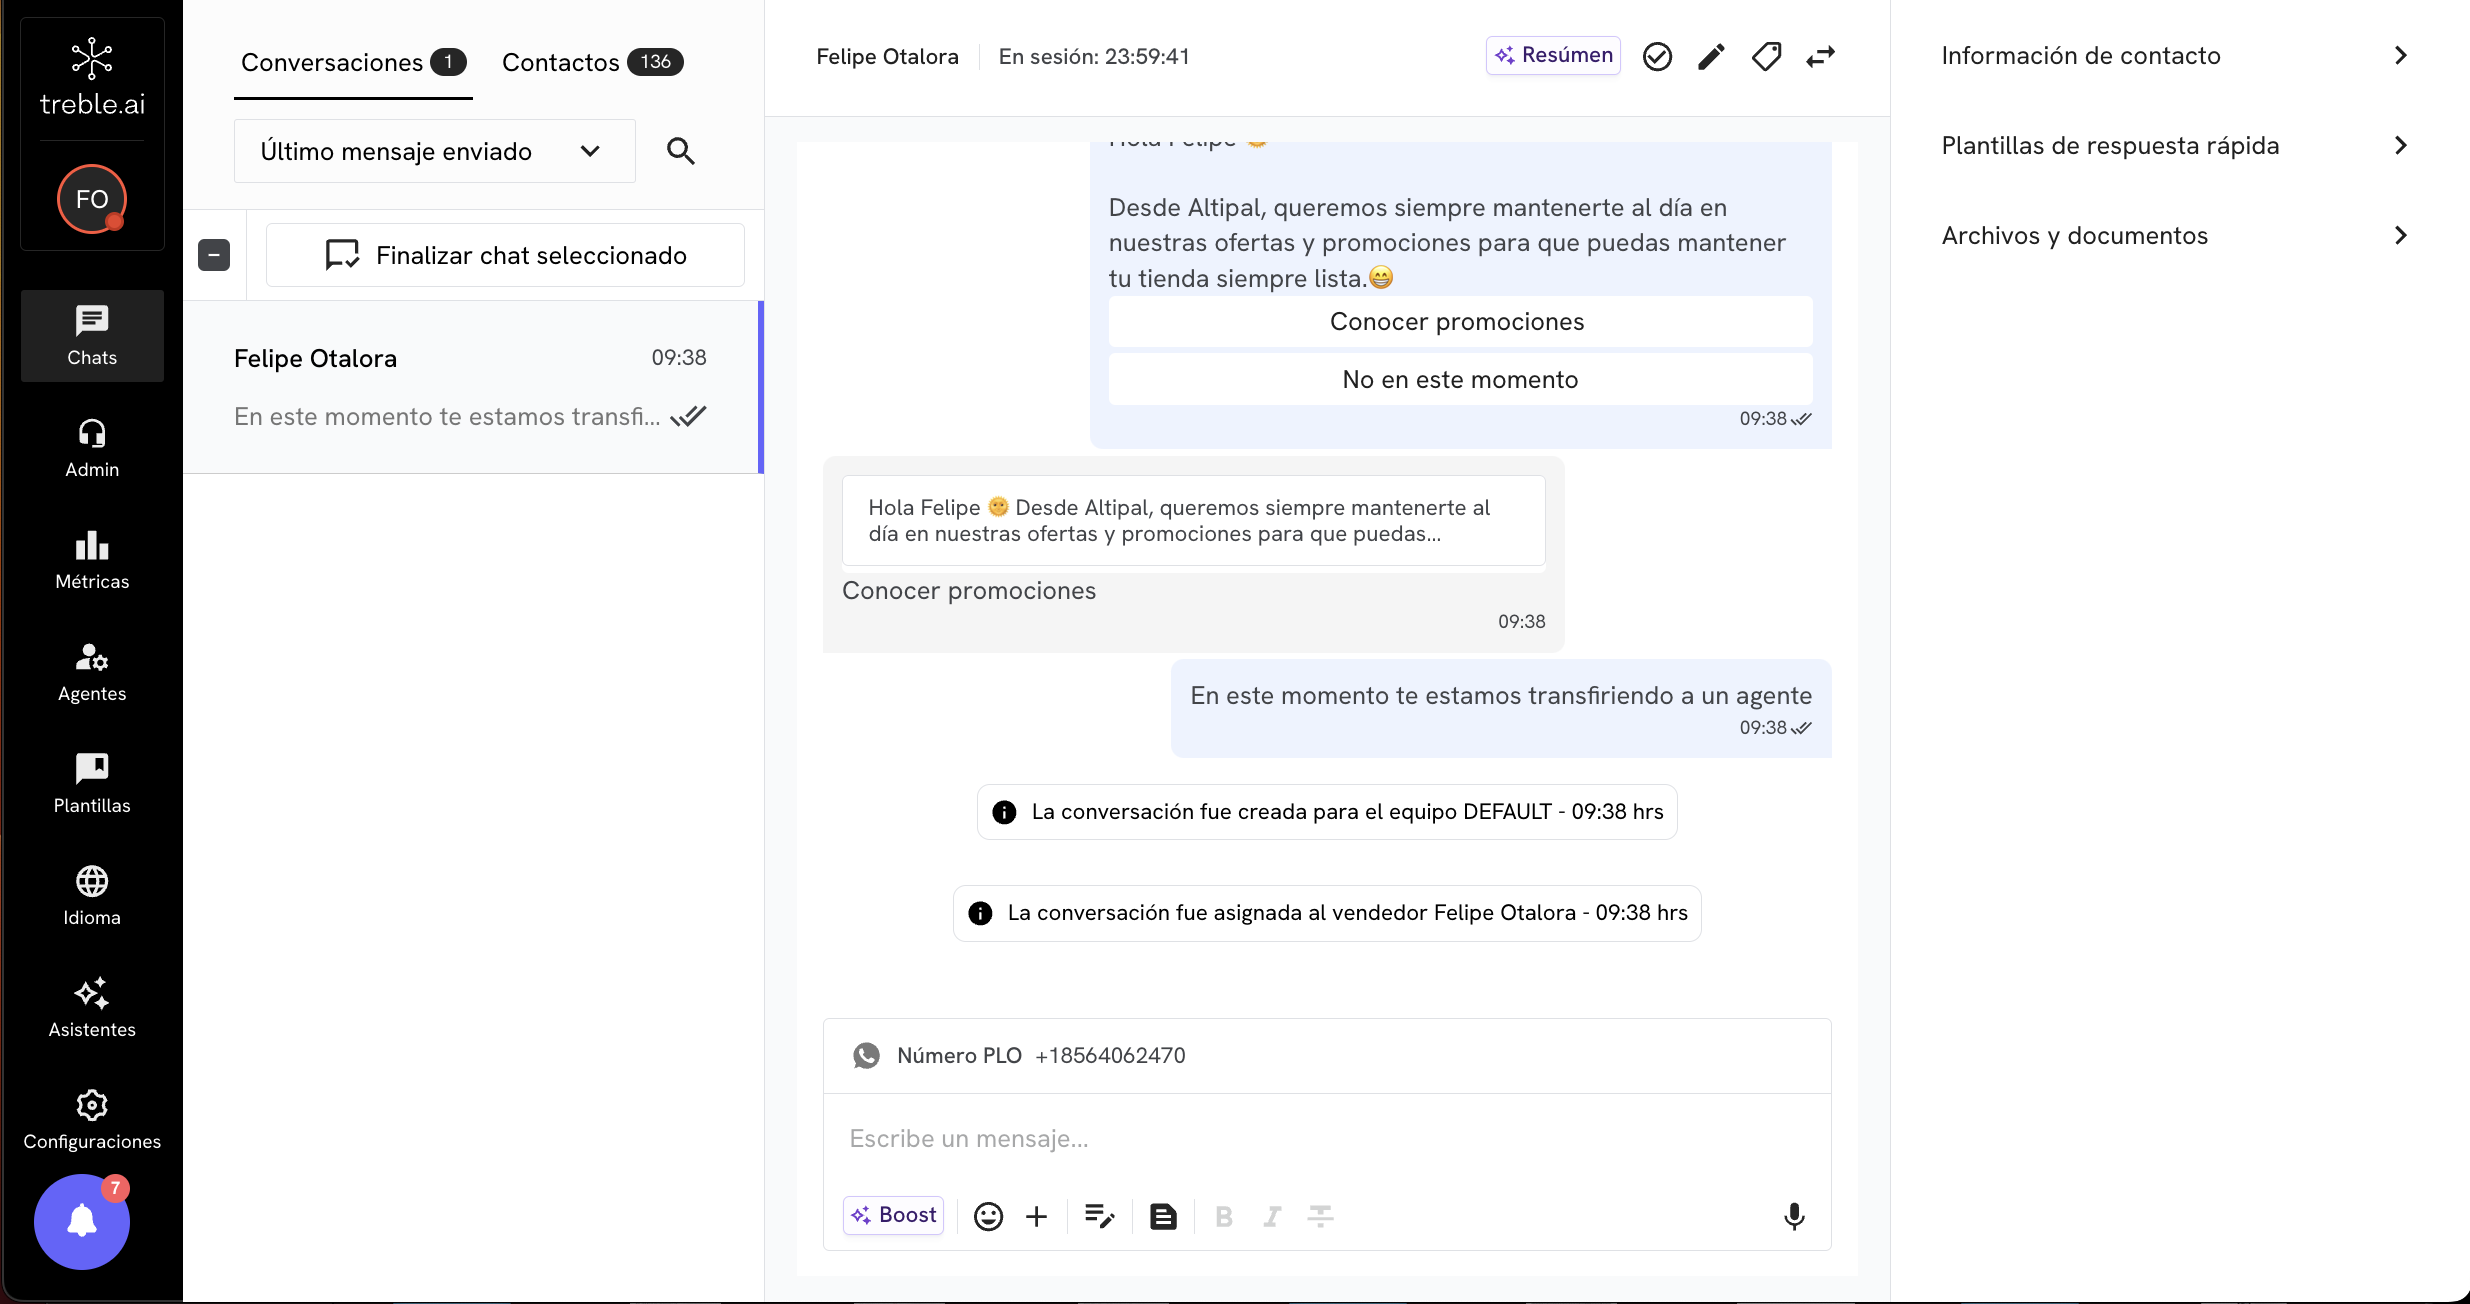 treble.ai
FO
Chats
Admin
Métricas
Agentes
Plantillas
Idioma
Asistentes
Configuraciones
7
Conversaciones 1
Contactos 136
Último mensaje enviado
Finalizar chat seleccionado
Felipe Otalora 09:38
En este momento te estamos transfi...
Felipe Otalora En sesión: 23:59:41
Resúmen
Hola Felipe 🌞
Desde Altipal, queremos siempre mantenerte al día en
nuestras ofertas y promociones para que puedas mantener
tu tienda siempre lista.😁
Conocer promociones
No en este momento
09:38
Hola Felipe 🌞 Desde Altipal, queremos siempre mantenerte al
día en nuestras ofertas y promociones para que puedas...
Conocer promociones
09:38
En este momento te estamos transfiriendo a un agente
09:38
La conversación fue creada para el equipo DEFAULT - 09:38 hrs
La conversación fue asignada al vendedor Felipe Otalora - 09:38 hrs
Número PLO +18564062470
Escribe un mensaje...
Boost
B I
Información de contacto
Plantillas de respuesta rápida
Archivos y documentos